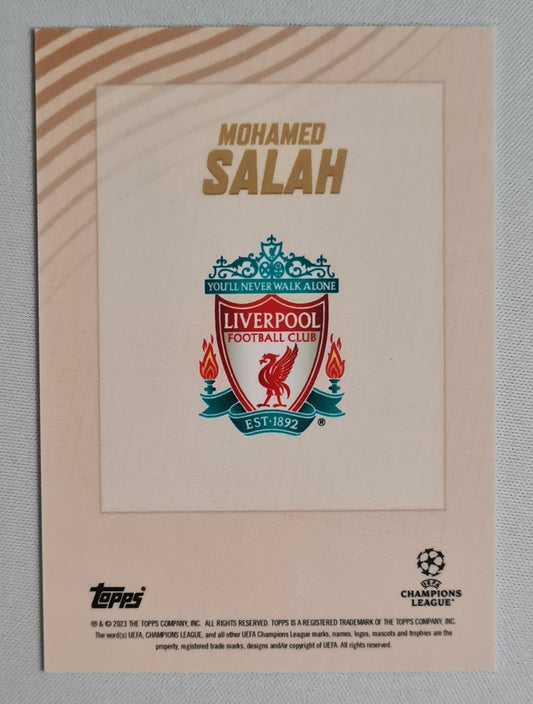 MOHAMED
SALAH
YOU'LL NEVER WALK ALONE
LIVERPOOL
FOOTBALL CLUB
EST·1892
®
Topps®
UEFA
CHAMPIONS
LEAGUE™
® & © 2023 THE TOPPS COMPANY, INC. ALL RIGHTS RESERVED. TOPPS IS A REGISTERED TRADEMARK OF THE TOPPS COMPANY, INC.
The word(s) UEFA, CHAMPIONS LEAGUE, and all other UEFA Champions League marks, names, logos, mascots and trophies are the
property, registered trade marks, designs and/or copyright of UEFA. All rights reserved.